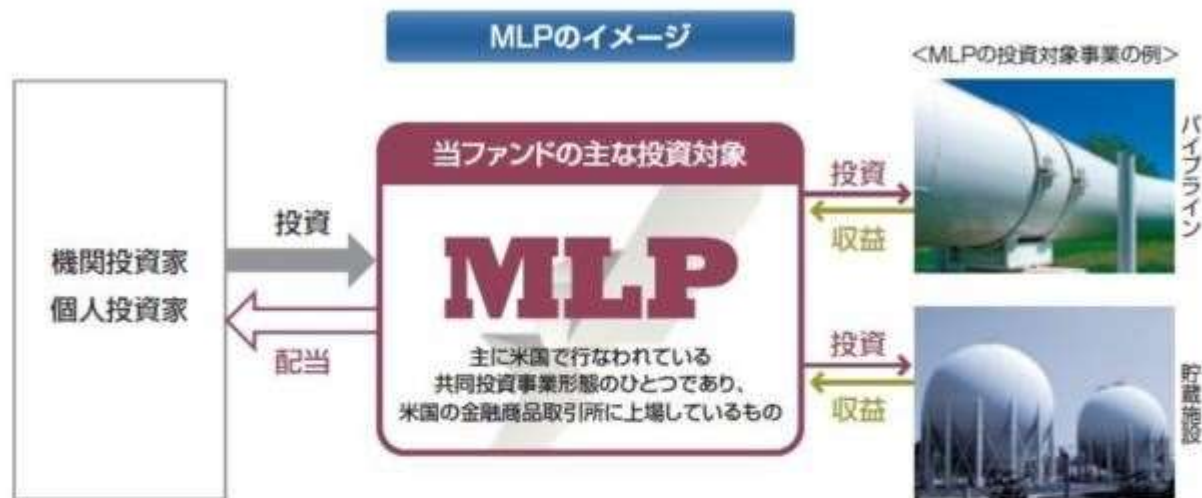 MLPのイメージ
<MLPの投資対象事業の例>
機関投資家
個人投資家
投資
配当
当ファンドの主な投資対象
MLP
主に米国で行なわれている
共同投資事業形態のひとつであり、
米国の金融商品取引所に上場しているもの
投資
収益
パイプライン
投資
収益
貯蔵施設